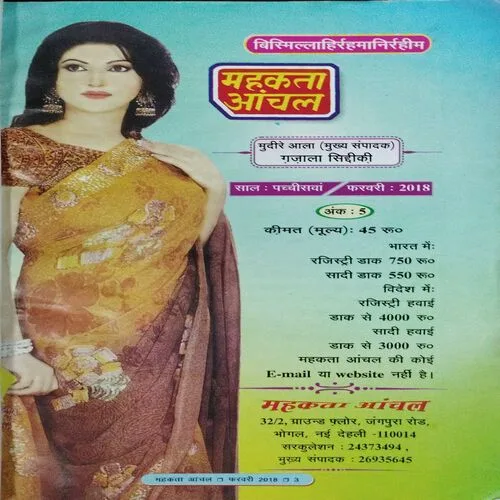 बिस्मिल्लाहिर्रहमानिर्रहीम
महकता
आंचल
मुदीरे आला (मुख्य संपादक)
ग़ज़ाला सिद्दीकी
साल : पच्चीसवां / फरवरी : 2018
अंक : 5
कीमत (मूल्य): 45 रू०
भारत में:
रजिस्ट्री डाक 750 रू०
सादी डाक 550 रू०
विदेश में:
रजिस्ट्री हवाई
डाक से 4000 रु०
सादी हवाई
डाक से 3000 रु०
महकता आंचल की कोई
E-mail या website नहीं है।
महकता आंचल
32/2, ग्राउन्ड फ़्लोर, जंगपुरा रोड,
भोगल, नई देहली -110014
सरकुलेशन : 24373494 ,
मुख्य संपादक : 26935645
महकता आंचल ❐ फरवरी 2018 ❐ 3